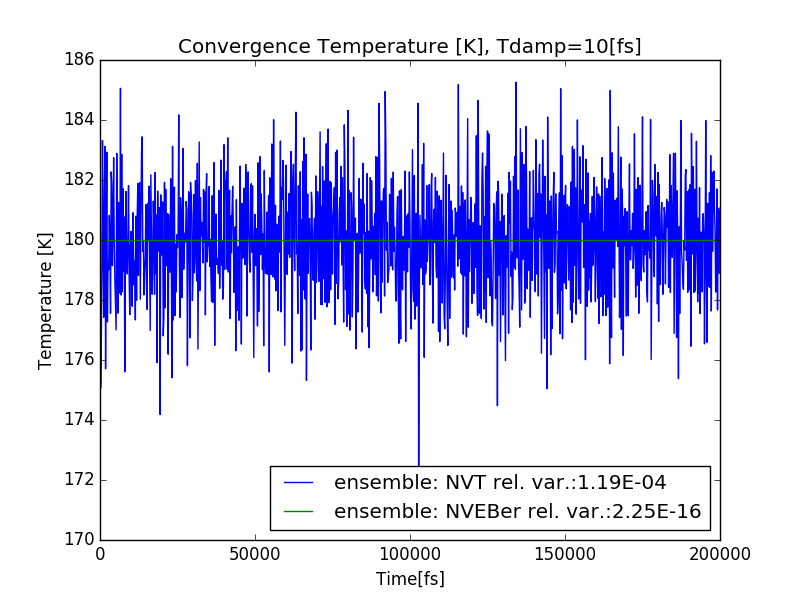 Convergence Temperature [K], Tdamp=10[fs]
186
184
182
180
178
176
174
172
170
Temperature [K]
ensemble: NVT rel. var.:1.19E-04
ensemble: NVEBer rel. var.:2.25E-16
0 50000 100000 150000 200000
Time[fs]